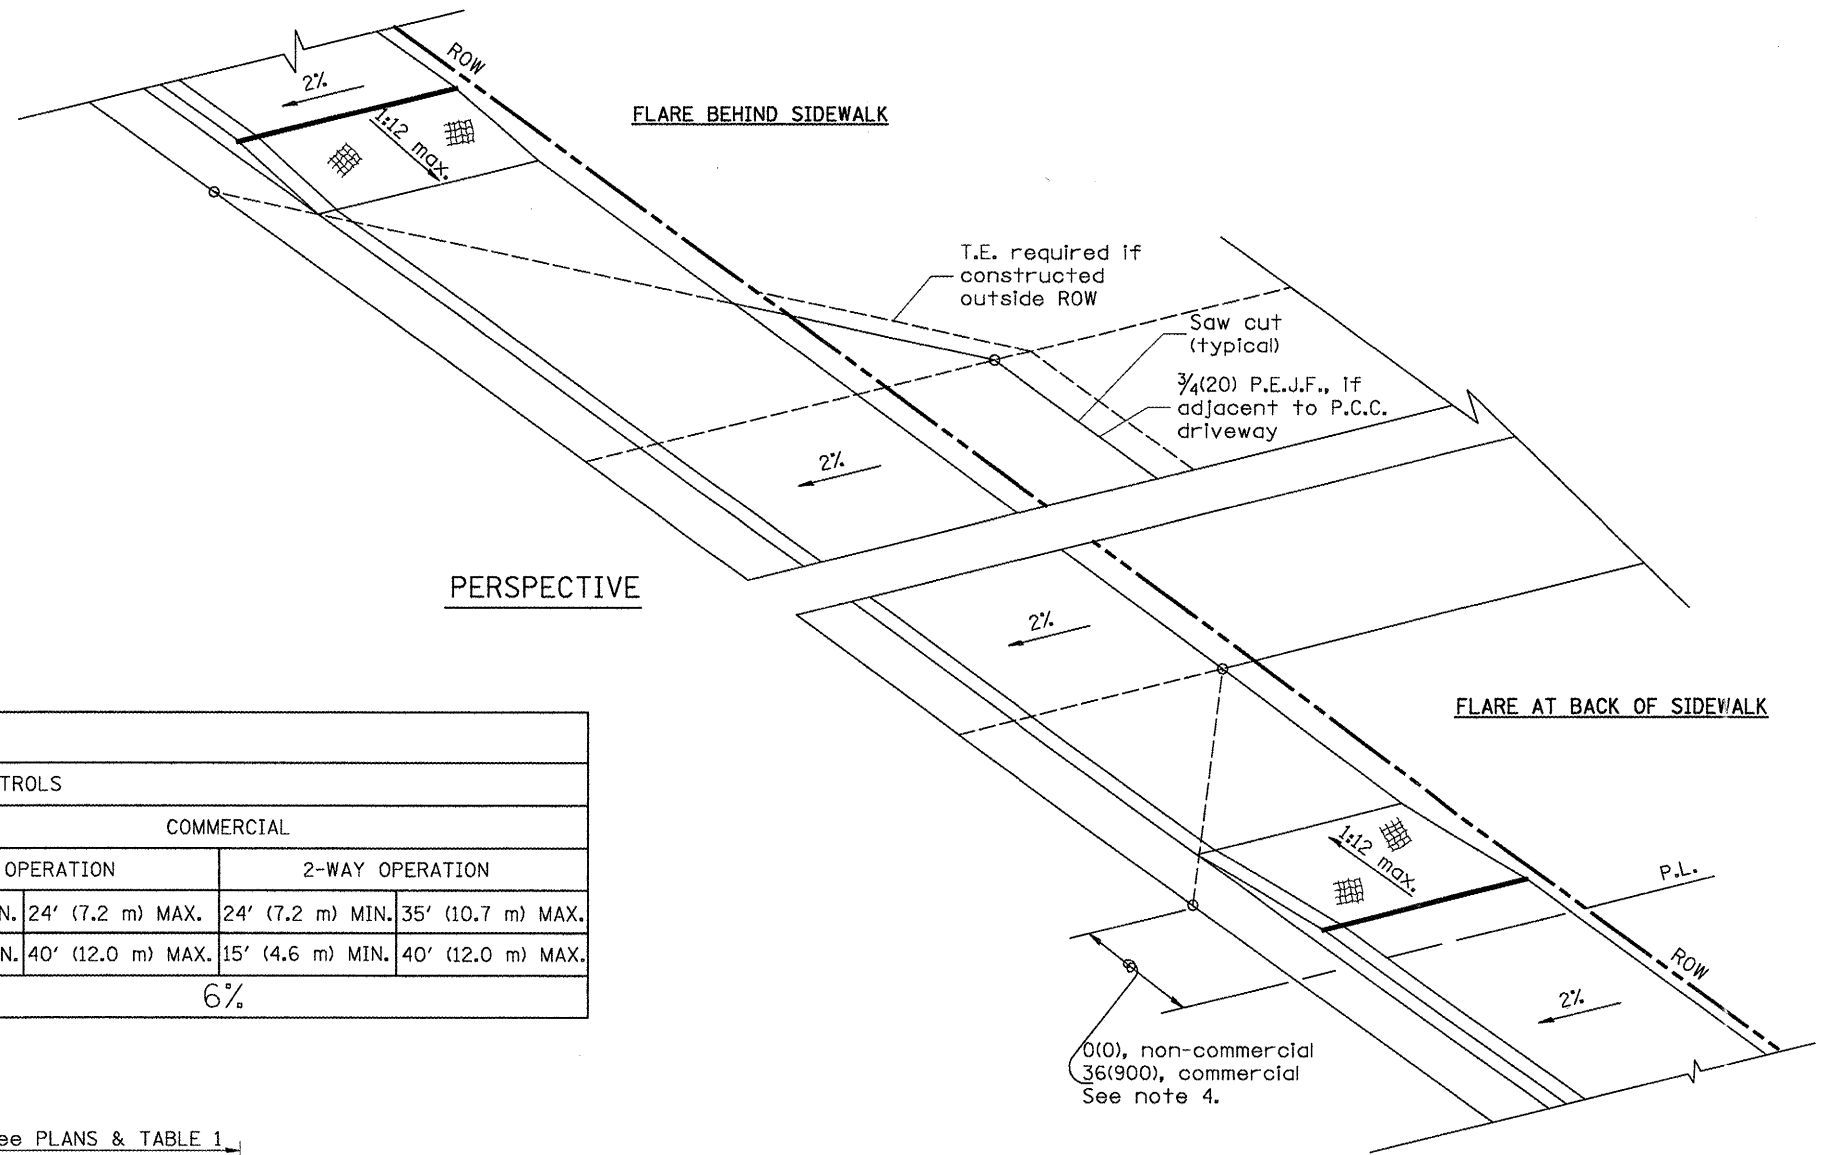 ROW
2%
FLARE BEHIND SIDEWALK
1:12 max.
T.E. required if
constructed
outside ROW
Saw cut
(typical)
¾(20) P.E.J.F., if
adjacent to P.C.C.
driveway
2%
PERSPECTIVE
2%
FLARE AT BACK OF SIDEWALK
TROLS
COMMERCIAL
OPERATION 2-WAY OPERATION
N. 24' (7.2 m) MAX. 24' (7.2 m) MIN. 35' (10.7 m) MAX.
N. 40' (12.0 m) MAX. 15' (4.6 m) MIN. 40' (12.0 m) MAX.
6%
1:12 max.
P.L.
ROW
2%
0(0), non-commercial
36(900), commercial
See note 4.
ee PLANS & TABLE 1